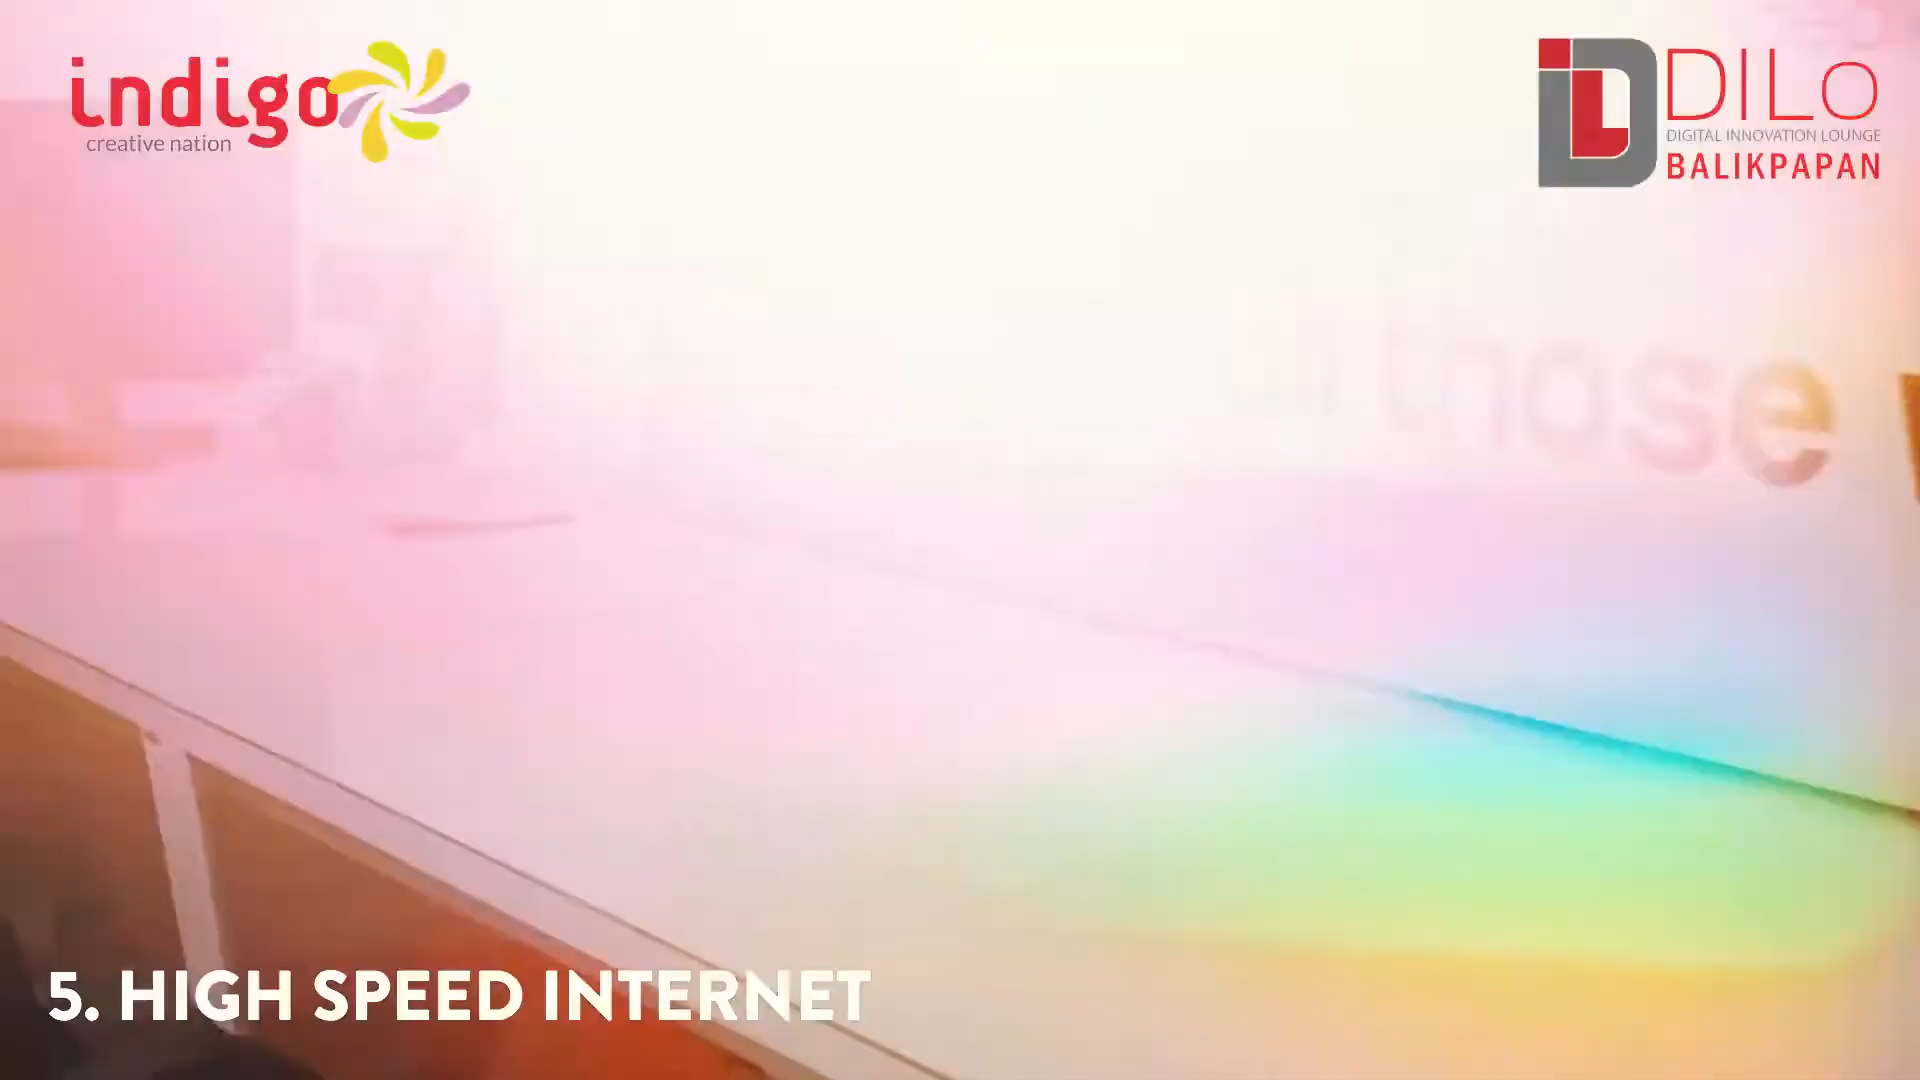 indigo
creative nation
DILo
DIGITAL INNOVATION LOUNGE
BALIKPAPAN
those
5. HIGH SPEED INTERNET